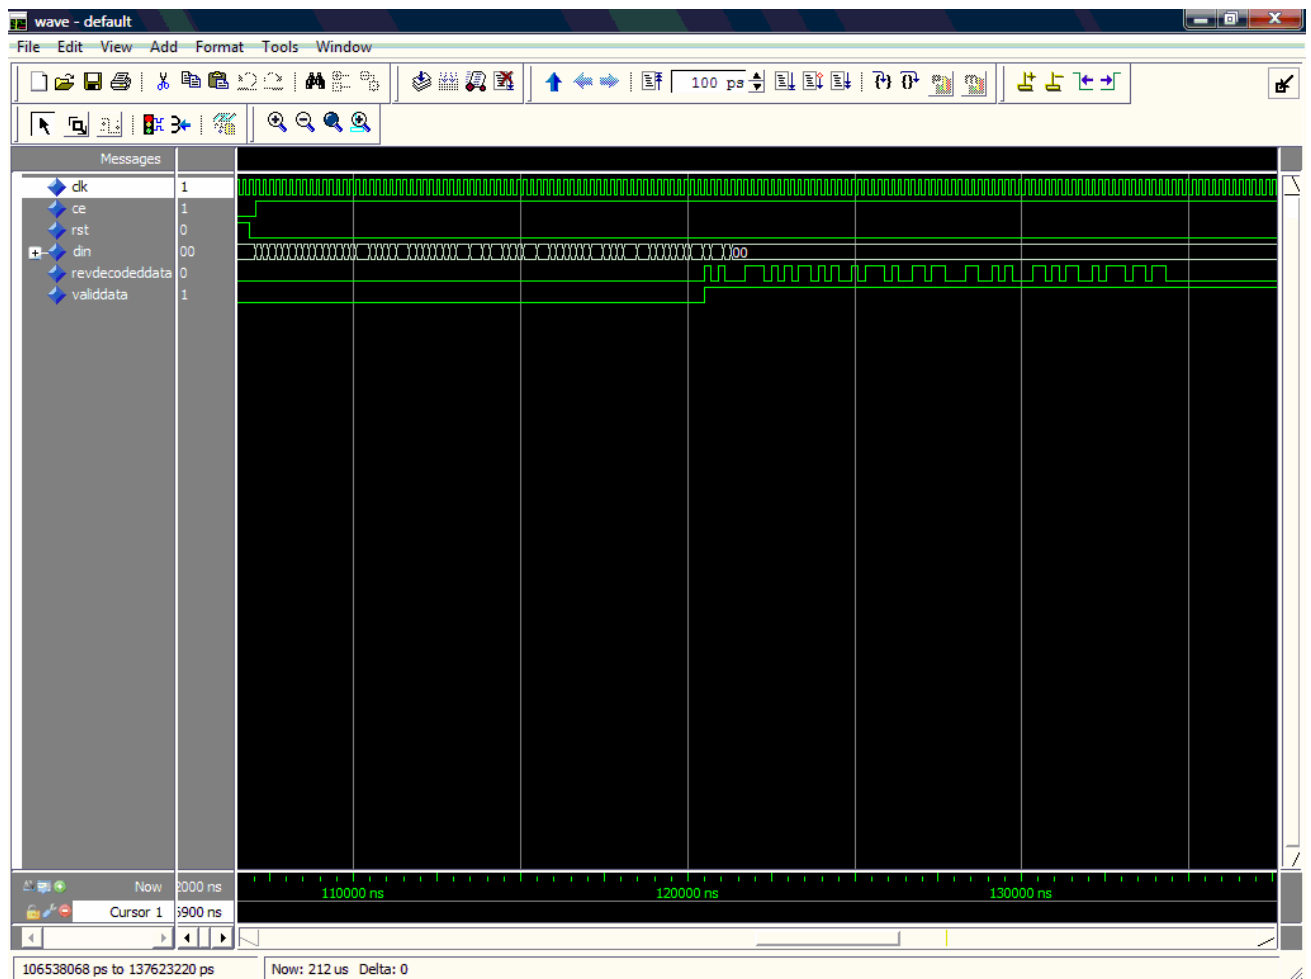 wave - default
File Edit View Add Format Tools Window
100 ps
Messages
clk 1
ce 1
rst 0
din 00 00
revdecodeddata 0
validdata 1
Now 2000 ns 110000 ns 120000 ns 130000 ns
Cursor 1 5900 ns
106538068 ps to 137623220 ps Now: 212 us Delta: 0